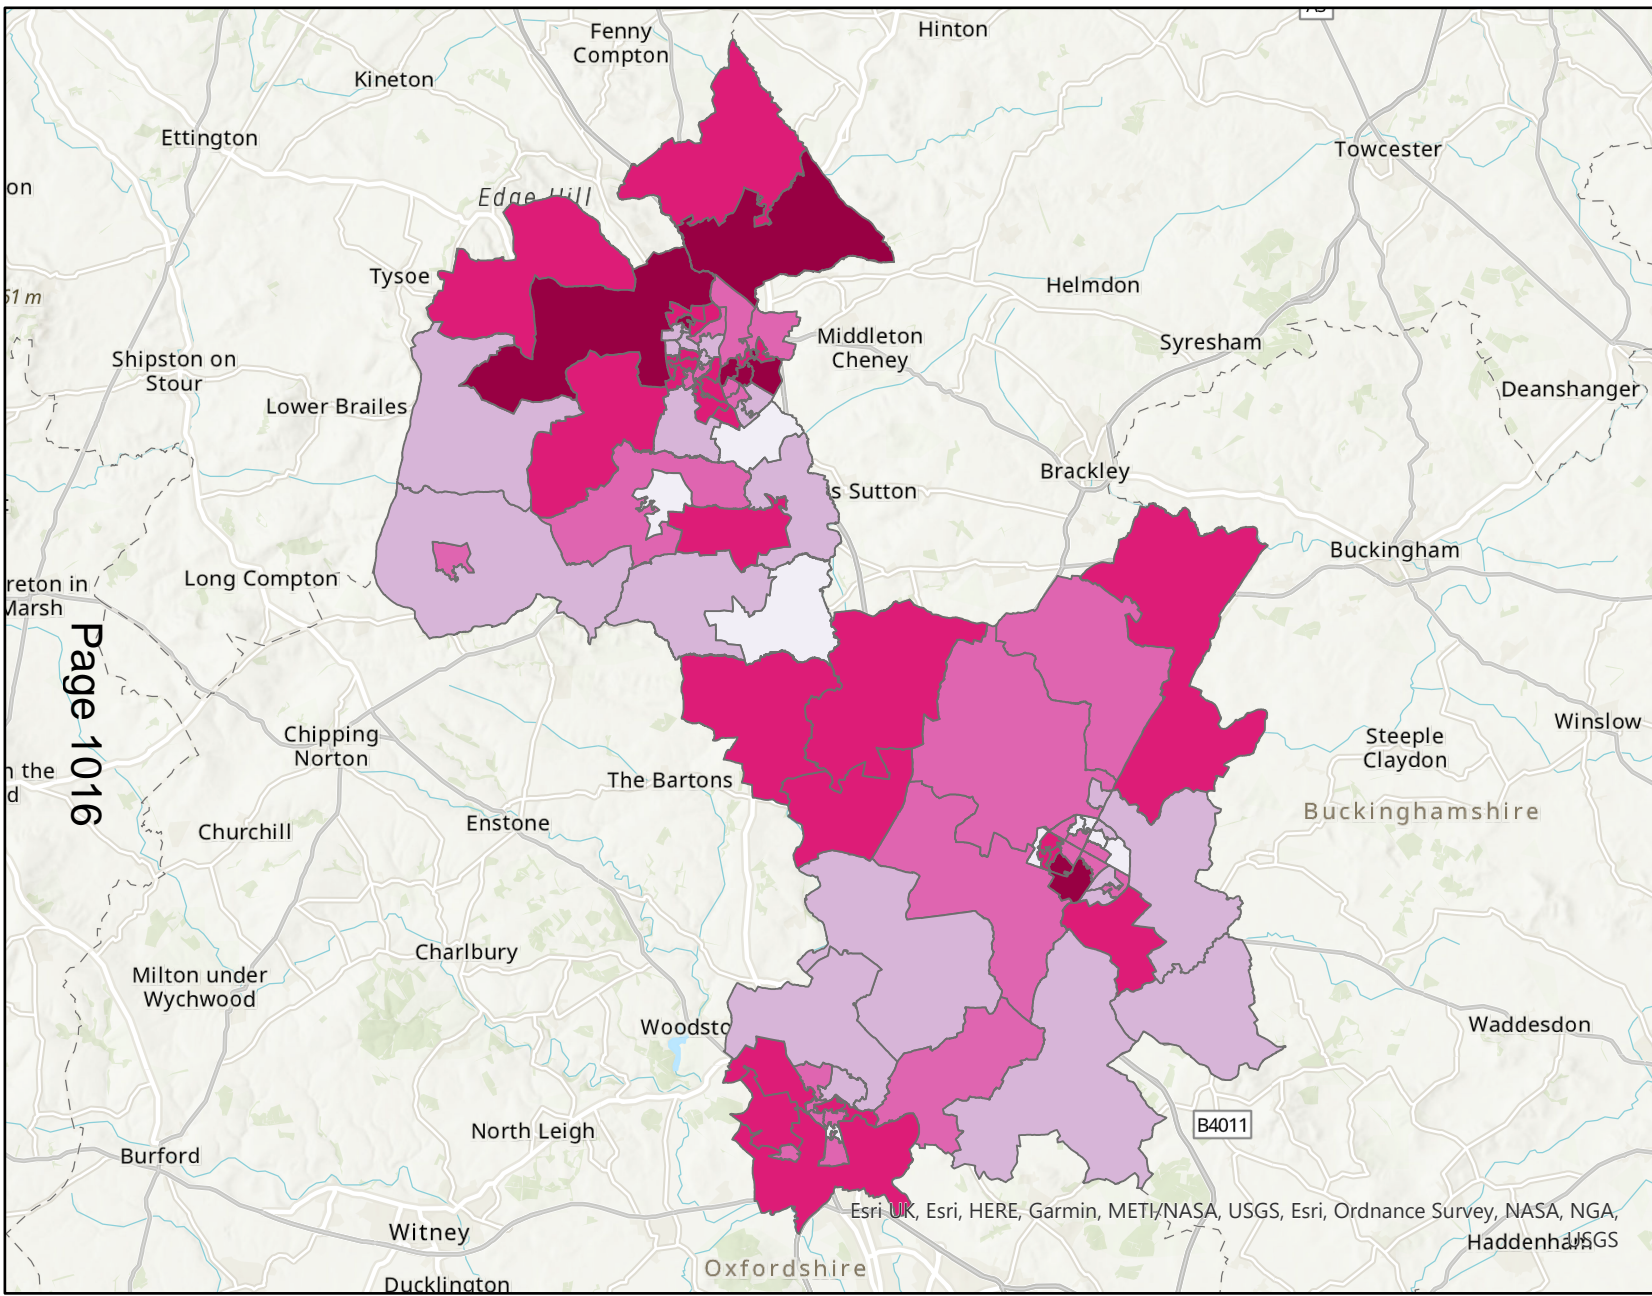 Fenny
Compton
Hinton
Kineton
Ettington
Towcester
on
Edge Hill
Tysoe
Helmdon
Middleton
Cheney
Syresham
Shipston on
Stour
Deanshanger
Lower Brailes
Brackley
s Sutton
Buckingham
Long Compton
reton in
Marsh
Page 1016
Winslow
Chipping
Norton
Steeple
Claydon
n the
d
The Bartons
Buckinghamshire
Enstone
Churchill
Charlbury
Milton under
Wychwood
Woodsto
Waddesdon
North Leigh
B4011
Burford
Esri UK, Esri, HERE, Garmin, METI/NASA, USGS, Esri, Ordnance Survey, NASA, NGA,
USGS
Witney
Haddenham
Oxfordshire
Ducklington